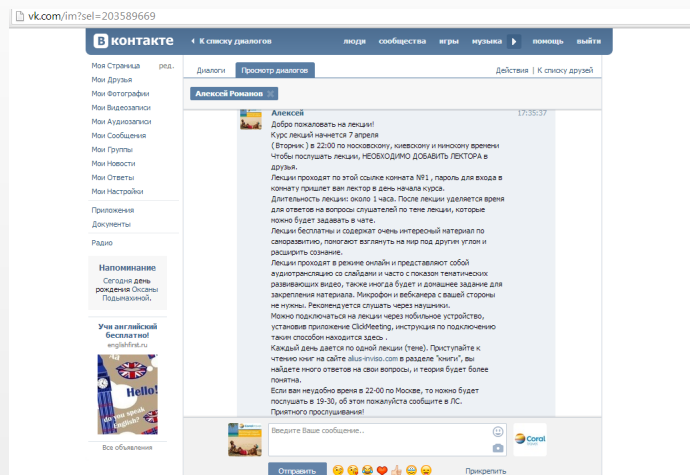 vk.com/im?sel=203589669
В контакте
К списку диалогов
люди сообщества игры музыка помощь выйти
Моя Страница ред.
Мои Друзья
Мои Фотографии
Мои Видеозаписи
Мои Аудиозаписи
Мои Сообщения
Мои Группы
Мои Новости
Мои Ответы
Мои Настройки
Приложения
Документы
Радио
Напоминание
Сегодня день
рождения Оксаны
Подымахиной.
Учи английский
бесплатно!
englishfirst.ru
Hello!
do you speak
English?
Все объявления
Диалоги Просмотр диалогов Действия | К списку друзей
Алексей Романов
Алексей 17:35:37
Добро пожаловать на лекции!
Курс лекций начнется 7 апреля
( Вторник ) в 22:00 по московскому, киевскому и минскому времени
Чтобы послушать лекции, НЕОБХОДИМО ДОБАВИТЬ ЛЕКТОРА в
друзья.
Лекции проходят по этой ссылке комната №1 , пароль для входа в
комнату пришлет вам лектор в день начала курса.
Длительность лекции: около 1 часа. После лекции уделяется время
для ответов на вопросы слушателей по теме лекции, которые
можно будет задавать в чате.
Лекции бесплатны и содержат очень интересный материал по
саморазвитию, помогают взглянуть на мир под другим углом и
расширить сознание.
Лекции проходят в режиме онлайн и представляют собой
аудиотрансляцию со слайдами и часто с показом тематических
развивающих видео, также иногда будет и домашнее задание для
закрепления материала. Микрофон и вебкамера с вашей стороны
не нужны. Рекомендуется слушать через наушники.
Можно подключаться на лекции через мобильное устройство,
установив приложение ClickMeeting, инструкция по подключению
таким способом находится здесь .
Каждый день дается по одной лекции (теме). Приступайте к
чтению книг на сайте alius-inviso.com в разделе "книги", вы
найдете много ответов на свои вопросы, и теория будет более
понятна.
Если вам неудобно время в 22-00 по Москве, то можно будет
послушать в 19-30, об этом пожалуйста сообщите в ЛС.
Приятного прослушивания!
Введите Ваше сообщение..
Coral
Отправить Прикрепить